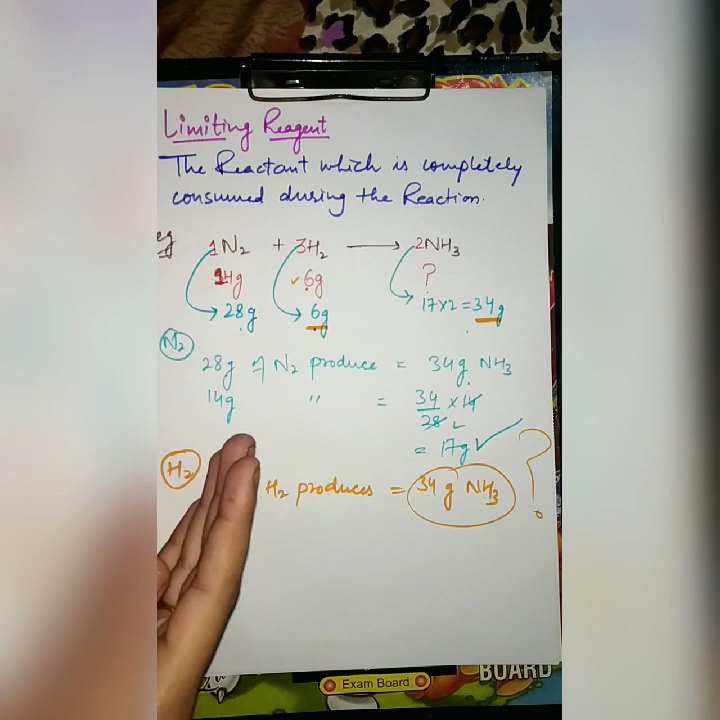 Limiting Reagent
The Reactant which is completely
consumed during the Reaction.
eg 1N₂ + 3H₂ → 2NH₃
14g 6g ?
28g 6g 17×2=34g
N₂
28g of N₂ produce = 34g NH₃
14g " = 34/28 × 14
= 17g ✓
H₂ H₂ produces = 34 g NH₃ ?
BOARD
Exam Board